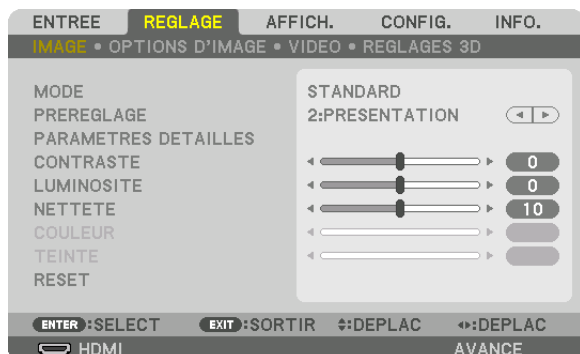 ENTREE REGLAGE AFFICH. CONFIG. INFO.
IMAGE • OPTIONS D'IMAGE • VIDEO • REGLAGES 3D
MODE STANDARD
PREREGLAGE 2:PRESENTATION
PARAMETRES DETAILLES
CONTRASTE 0
LUMINOSITE 0
NETTETE 10
COULEUR
TEINTE
RESET
ENTER :SELECT EXIT :SORTIR :DEPLAC :DEPLAC
HDMI AVANCE